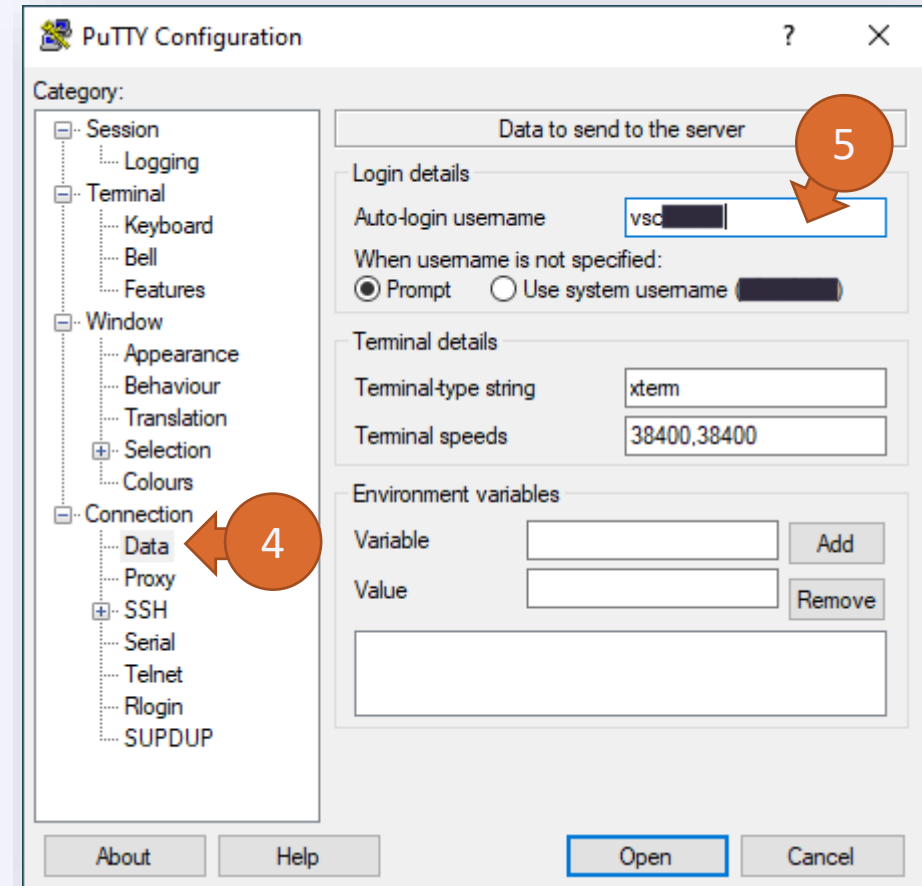 PuTTY Configuration
?
Category:
Session
Logging
Terminal
Keyboard
Bell
Features
Window
Appearance
Behaviour
Translation
Selection
Colours
Connection
Data
4
Proxy
SSH
Serial
Telnet
Rlogin
SUPDUP
Data to send to the server
5
Login details
Auto-login username vsc
When username is not specified:
Prompt Use system username ( )
Terminal details
Terminal-type string xterm
Terminal speeds 38400,38400
Environment variables
Variable Add
Value Remove
About Help Open Cancel